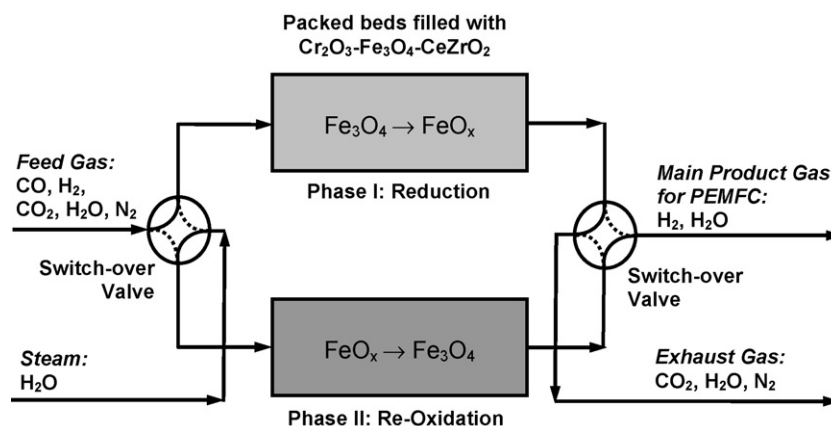 Packed beds filled with
Cr₂O₃-Fe₃O₄-CeZrO₂
Fe₃O₄ → FeOₓ
Phase I: Reduction
Feed Gas:
CO, H₂,
CO₂, H₂O, N₂
Switch-over
Valve
Main Product Gas
for PEMFC:
H₂, H₂O
Switch-over
Valve
Steam:
H₂O
FeOₓ → Fe₃O₄
Phase II: Re-Oxidation
Exhaust Gas:
CO₂, H₂O, N₂